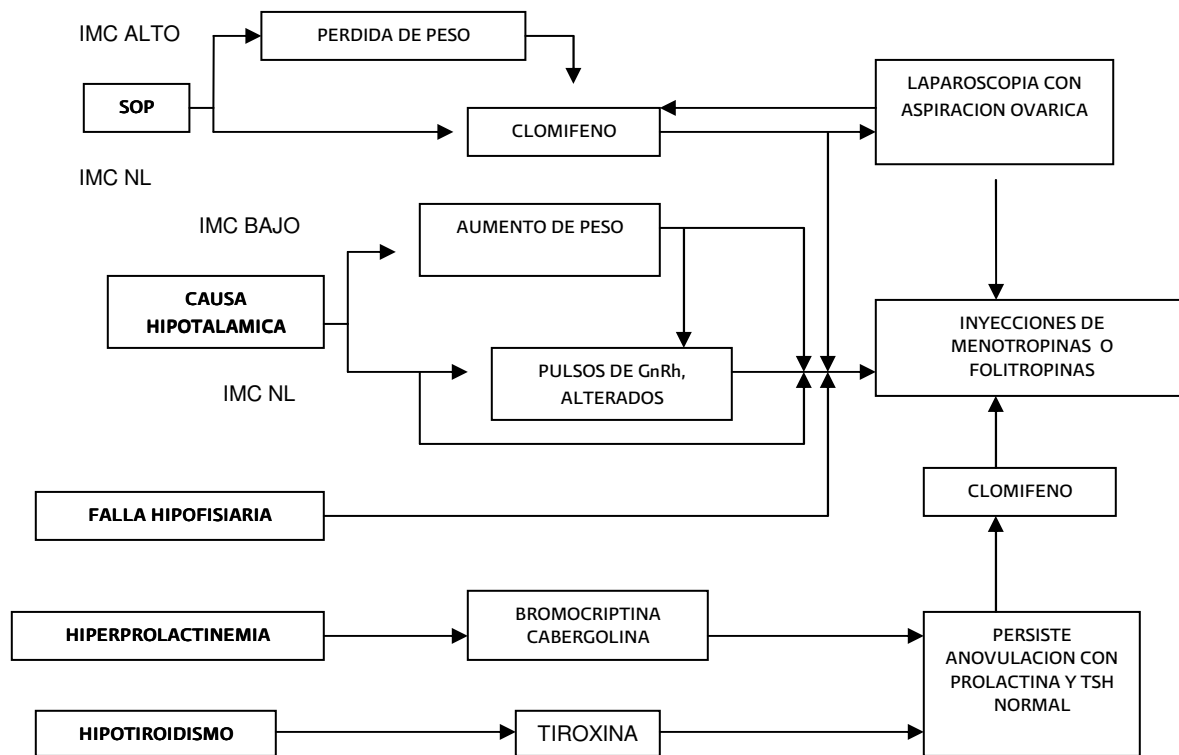 IMC ALTO
PERDIDA DE PESO
SOP
CLOMIFENO
LAPAROSCOPIA CON
ASPIRACION OVARICA
IMC NL
IMC BAJO
AUMENTO DE PESO
CAUSA
HIPOTALAMICA
IMC NL
PULSOS DE GnRh,
ALTERADOS
INYECCIONES DE
MENOTROPINAS O
FOLITROPINAS
CLOMIFENO
FALLA HIPOFISIARIA
HIPERPROLACTINEMIA
BROMOCRIPTINA
CABERGOLINA
PERSISTE
ANOVULACION CON
PROLACTINA Y TSH
NORMAL
HIPOTIROIDISMO
TIROXINA